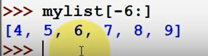 >>> mylist[-6:]
[4, 5, 6, 7, 8, 9]
>>>